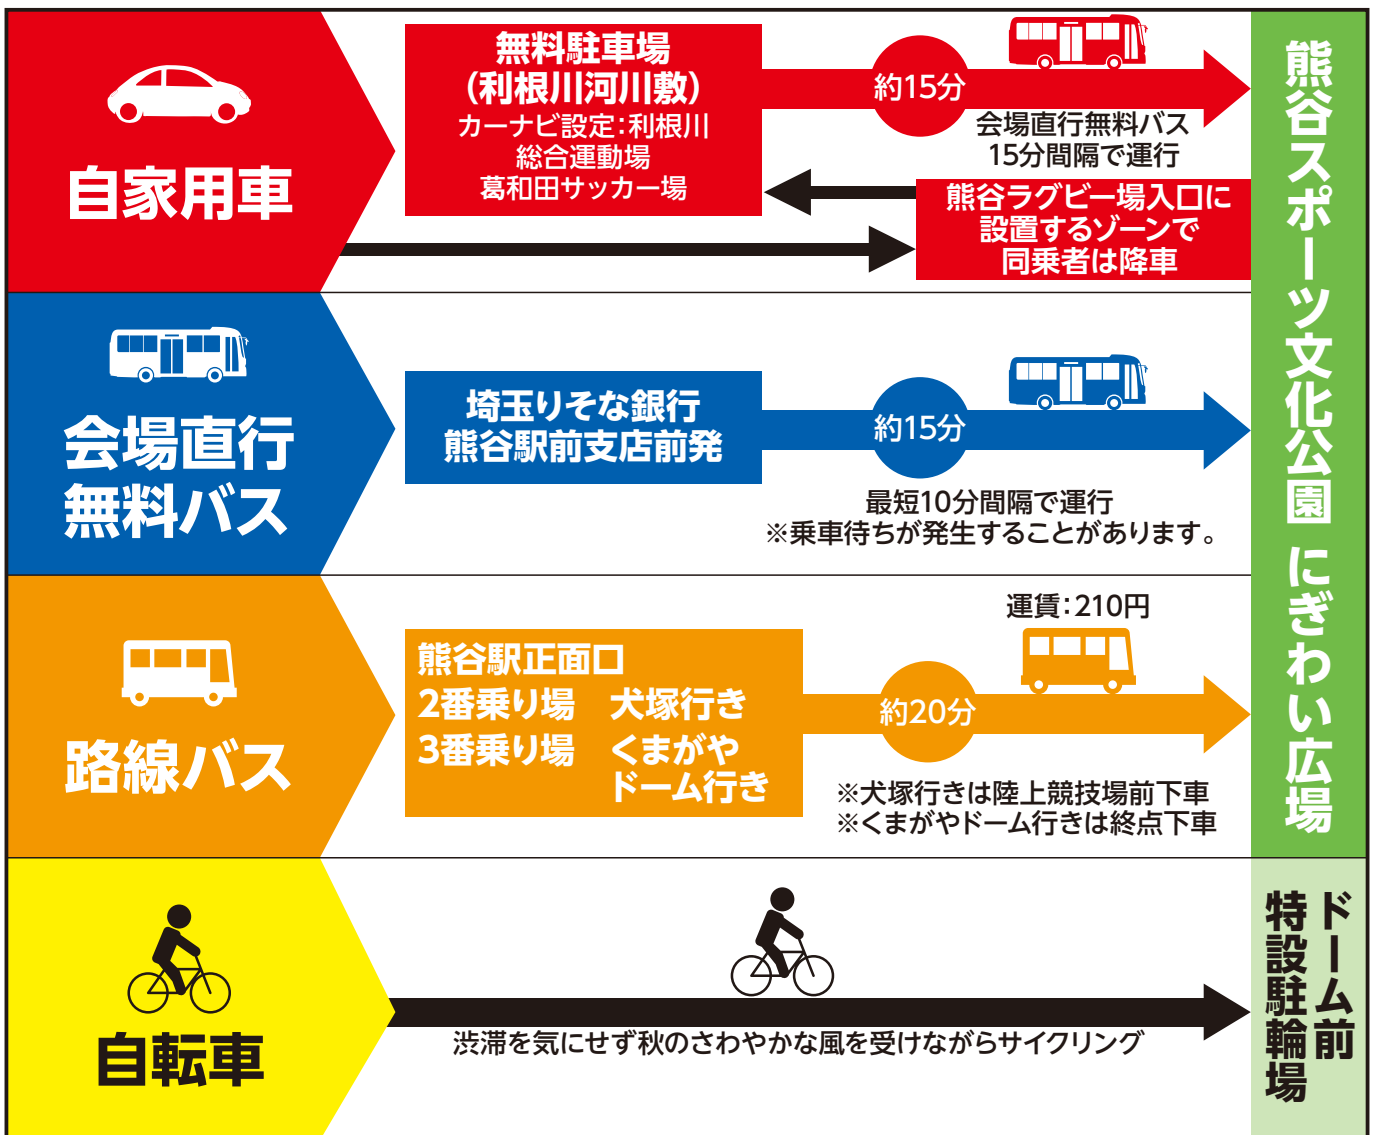 自家用車
無料駐車場
(利根川河川敷)
カーナビ設定:利根川
総合運動場
葛和田サッカー場
約15分
会場直行無料バス
15分間隔で運行
熊谷ラグビー場入口に
設置するゾーンで
同乗者は降車
会場直行
無料バス
埼玉りそな銀行
熊谷駅前支店前発
約15分
最短10分間隔で運行
※乗車待ちが発生することがあります。
路線バス
熊谷駅正面口
2番乗り場 犬塚行き
3番乗り場 くまがや
ドーム行き
運賃:210円
約20分
※犬塚行きは陸上競技場前下車
※くまがやドーム行きは終点下車
熊谷スポーツ文化公園 にぎわい広場
自転車
渋滞を気にせず秋のさわやかな風を受けながらサイクリング
ドーム前
特設駐輪場